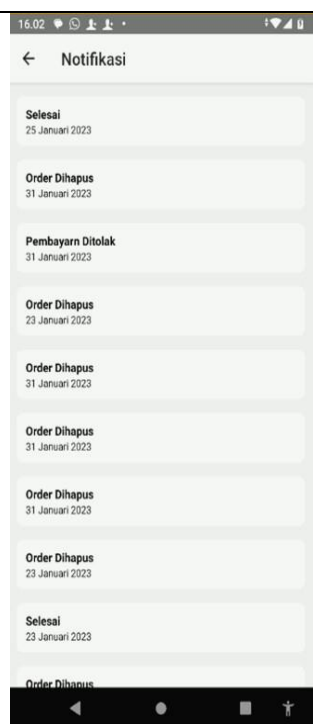 16.02
Notifikasi
Selesai
25 Januari 2023
Order Dihapus
31 Januari 2023
Pembayarn Ditolak
31 Januari 2023
Order Dihapus
23 Januari 2023
Order Dihapus
31 Januari 2023
Order Dihapus
31 Januari 2023
Order Dihapus
31 Januari 2023
Order Dihapus
23 Januari 2023
Selesai
23 Januari 2023
Order Dihapus